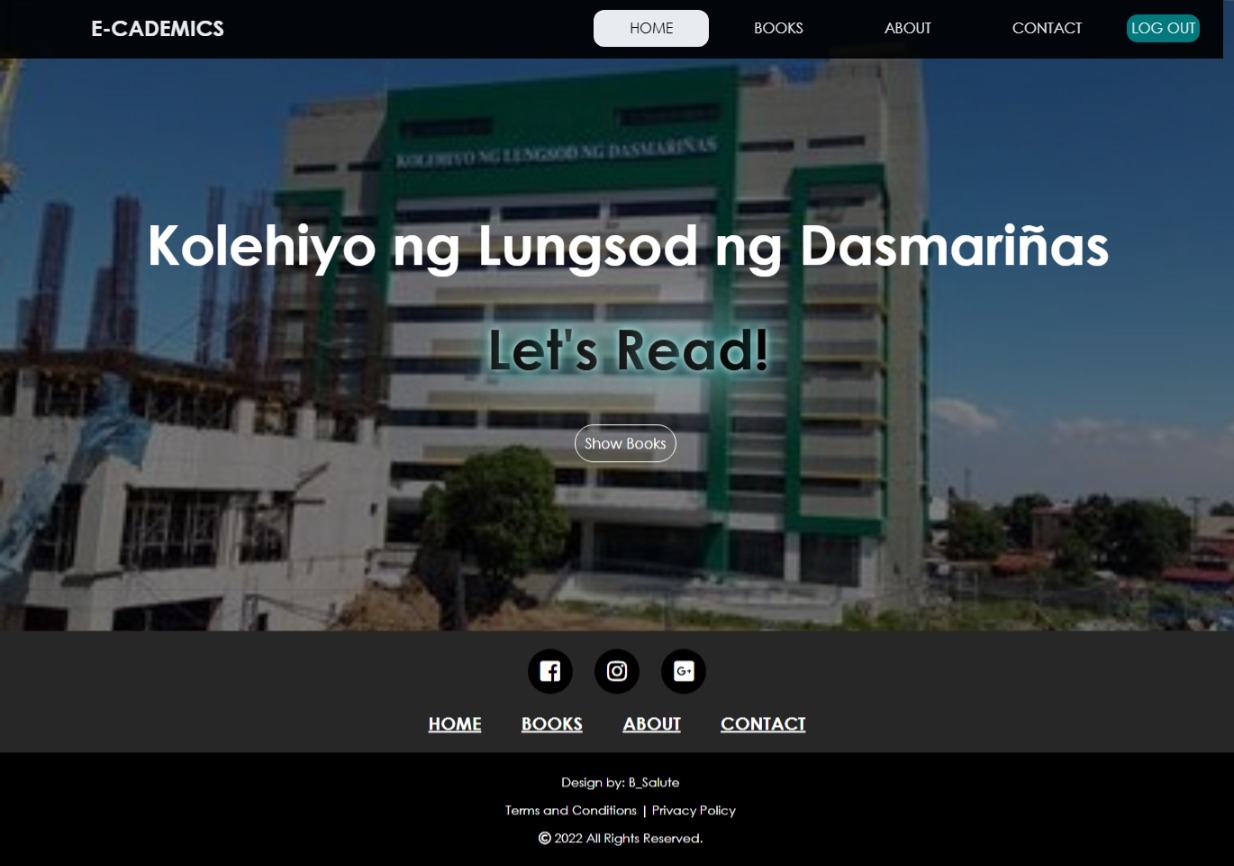 E-CADEMICS
HOME
BOOKS
ABOUT
CONTACT
LOG OUT
KOLEHIYO NG LUNGSOD NG DASMARIÑAS
Kolehiyo ng Lungsod ng Dasmariñas
Let's Read!
Show Books
HOME
BOOKS
ABOUT
CONTACT
Design by: B_Salute
Terms and Conditions | Privacy Policy
© 2022 All Rights Reserved.